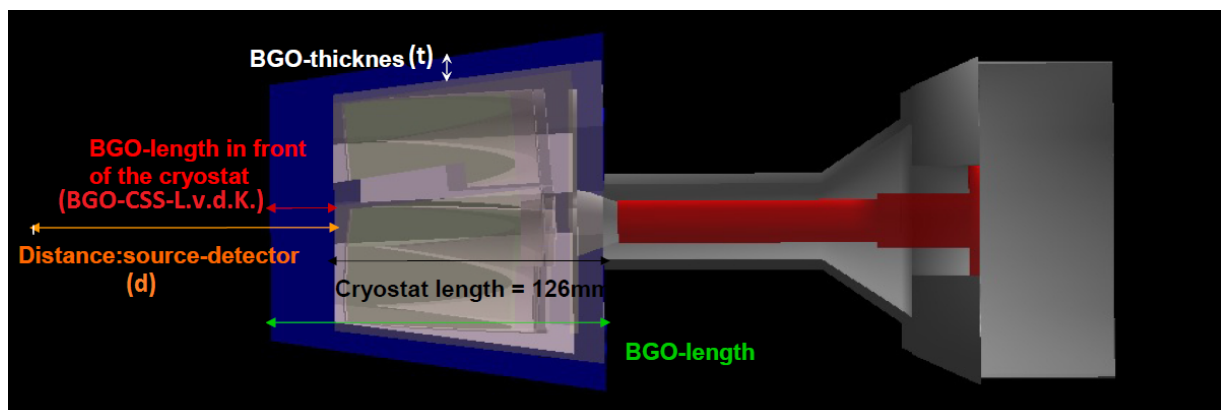 BGO-thicknes(t)
BGO-length in front
of the cryostat
(BGO-CSS-L.v.d.K.)
Distance:source-detector
(d)
Cryostat length = 126mm
BGO-length